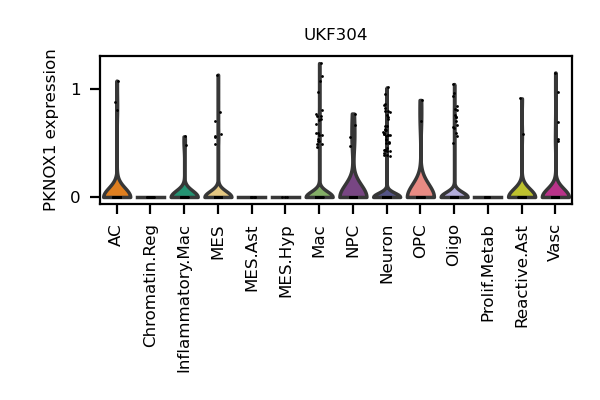 UKF304
PKNOX1 expression
1
0
AC
Chromatin.Reg
Inflammatory.Mac
MES
MES.Ast
MES.Hyp
Mac
NPC
Neuron
OPC
Oligo
Prolif.Metab
Reactive.Ast
Vasc